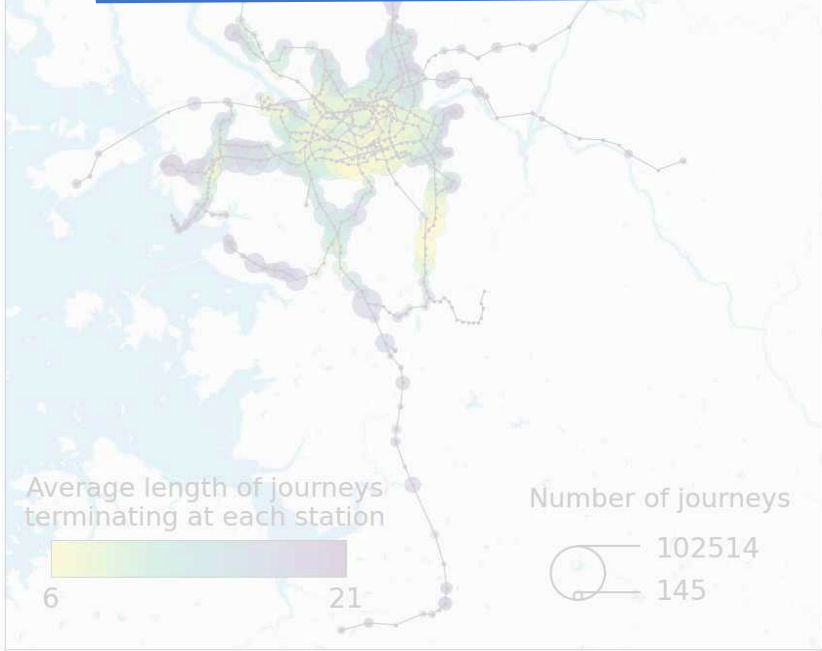 Average length of journeys
terminating at each station
6 21
Number of journeys
102514
145